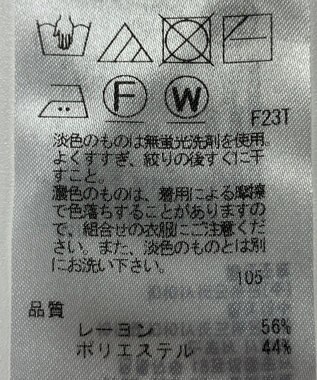 F
W
F23T
淡色のものは無蛍光洗剤を使用。
よくすすぎ、絞りの後すぐに干
すこと。
濃色のものは、着用による摩擦
で色落ちすることがありますの
で、組合せの衣服にご注意くだ
さい。また、淡色のものとは別
にお洗い下さい。
105
品質
レーヨン 56%
ポリエステル 44%